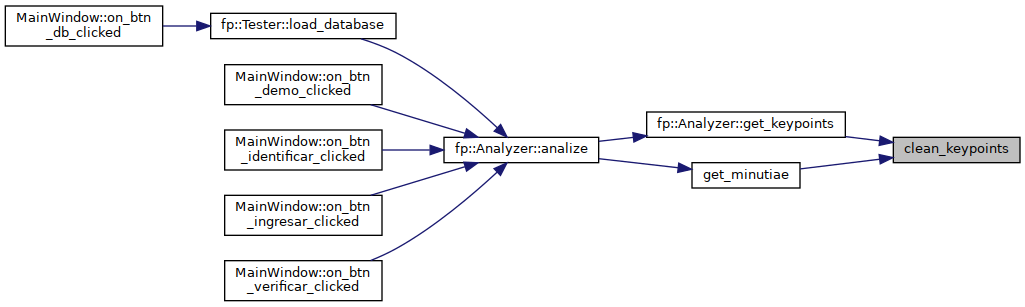 MainWindow::on_btn
_db_clicked
fp::Tester::load_database
MainWindow::on_btn
_demo_clicked
MainWindow::on_btn
_identificar_clicked
MainWindow::on_btn
_ingresar_clicked
MainWindow::on_btn
_verificar_clicked
fp::Analyzer::analize
fp::Analyzer::get_keypoints
get_minutiae
clean_keypoints